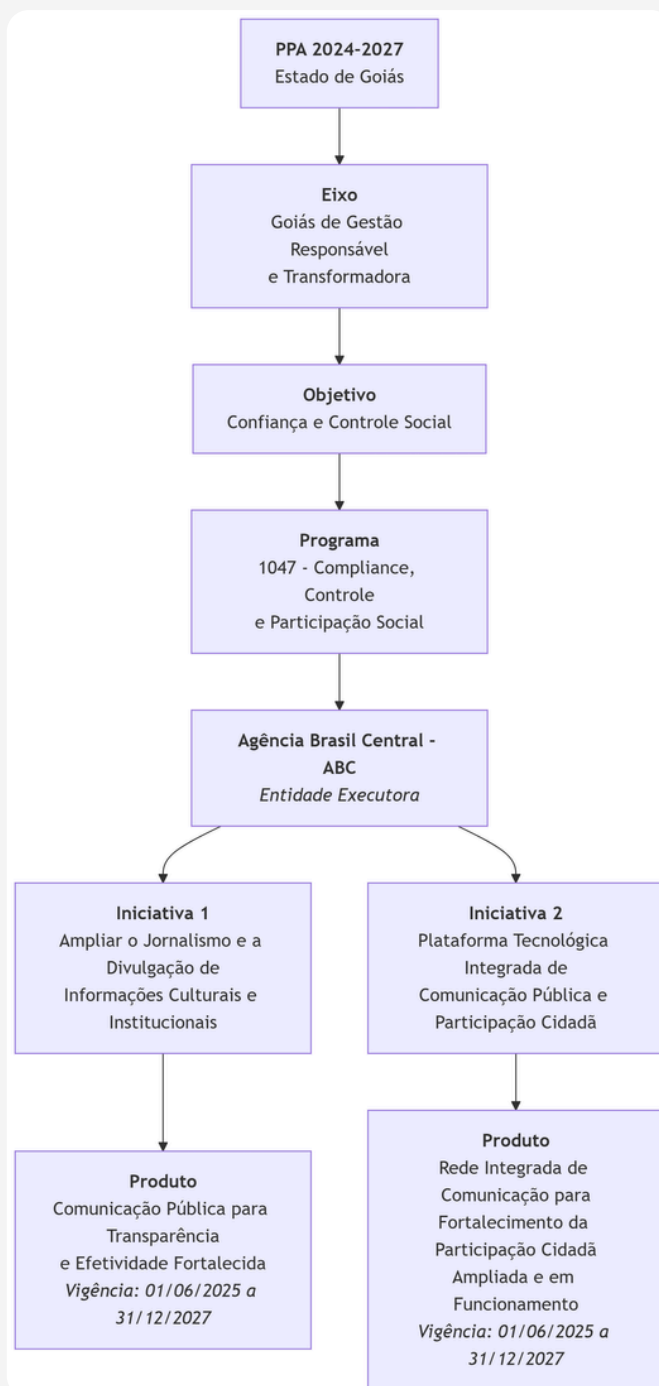 PPA 2024-2027
Estado de Goiás
Eixo
Goiás de Gestão
Responsável
e Transformadora
Objetivo
Confiança e Controle Social
Programa
1047 - Compliance,
Controle
e Participação Social
Agência Brasil Central -
ABC
Entidade Executora
Iniciativa 1
Ampliar o Jornalismo e a
Divulgação de
Informações Culturais e
Institucionais
Iniciativa 2
Plataforma Tecnológica
Integrada de
Comunicação Pública e
Participação Cidadã
Produto
Comunicação Pública para
Transparência
e Efetividade Fortalecida
Vigência: 01/06/2025 a
31/12/2027
Produto
Rede Integrada de
Comunicação para
Fortalecimento da
Participação Cidadã
Ampliada e em
Funcionamento
Vigência: 01/06/2025 a
31/12/2027